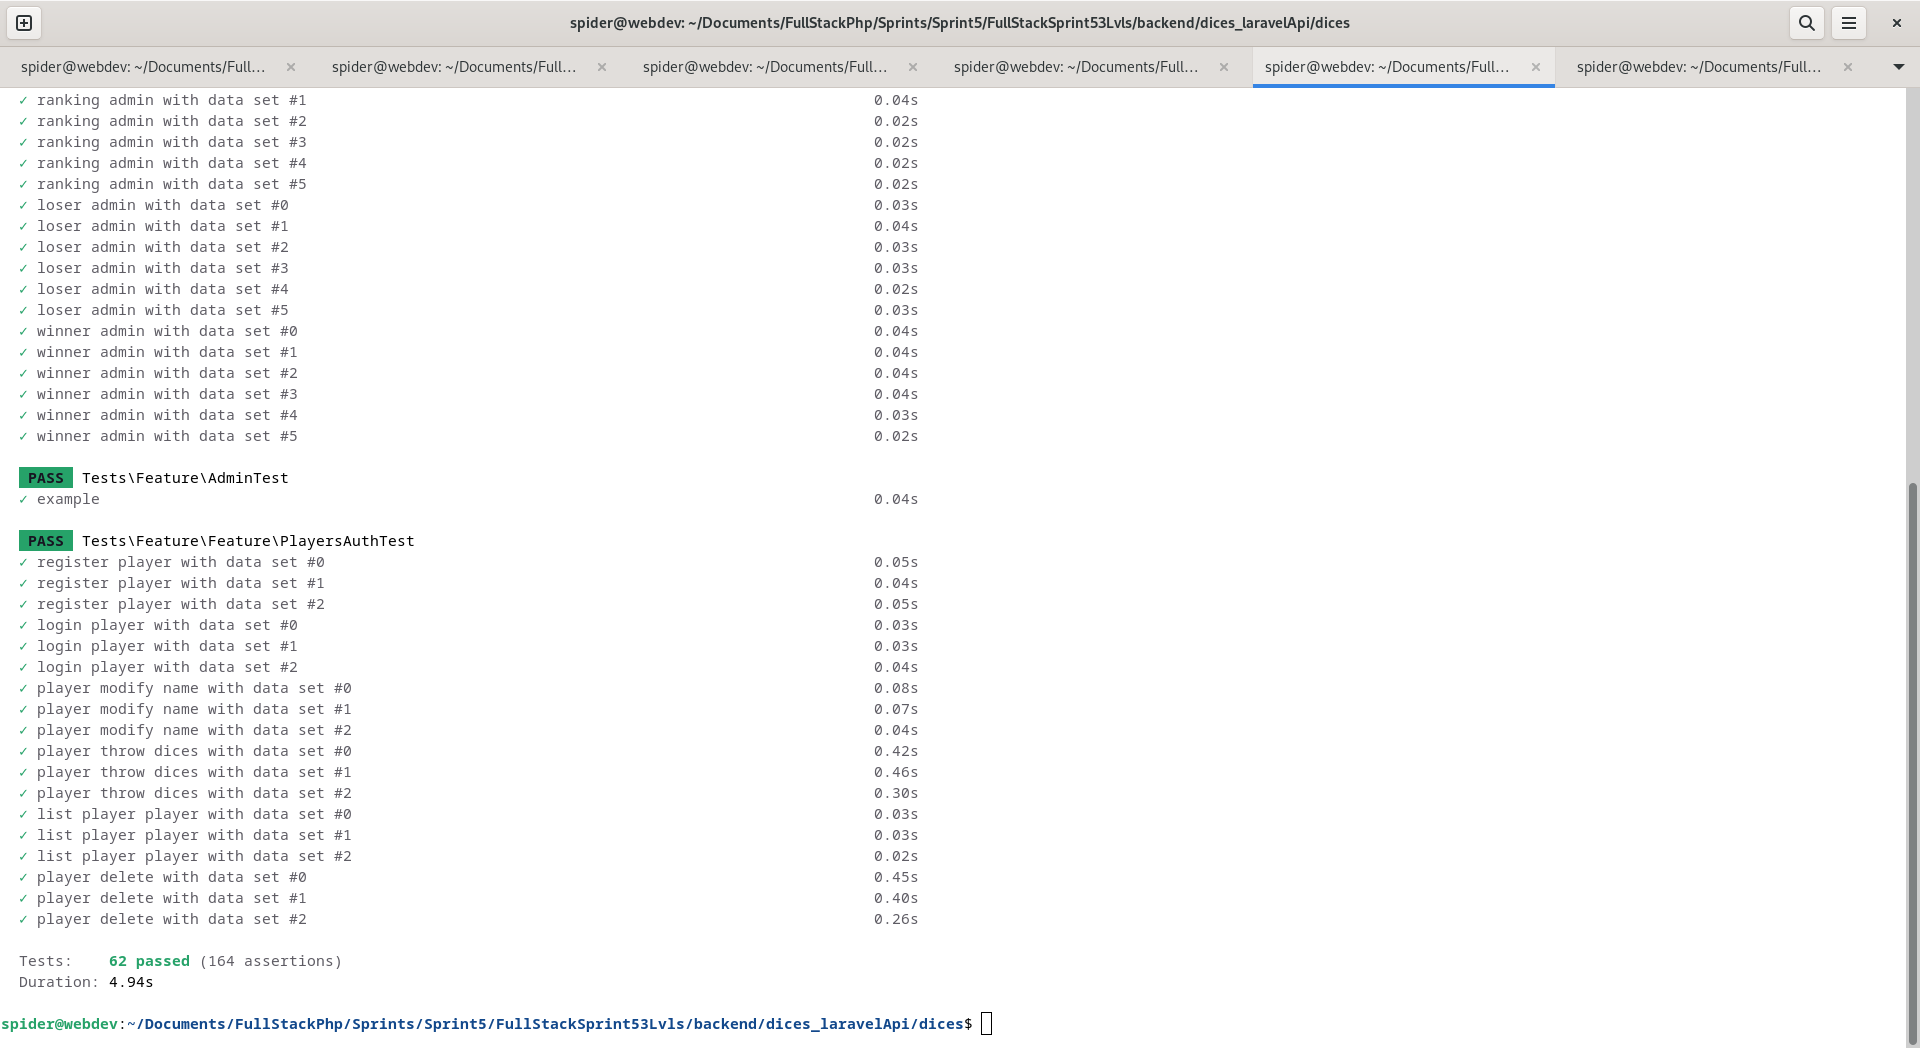 spider@webdev: ~/Documents/FullStackPhp/Sprints/Sprint5/FullStackSprint53Lvls/backend/dices_laravelApi/dices
spider@webdev: ~/Documents/Full… spider@webdev: ~/Documents/Full… spider@webdev: ~/Documents/Full… spider@webdev: ~/Documents/Full… spider@webdev: ~/Documents/Full… spider@webdev: ~/Documents/Full…
✓ ranking admin with data set #1 0.04s
✓ ranking admin with data set #2 0.02s
✓ ranking admin with data set #3 0.02s
✓ ranking admin with data set #4 0.02s
✓ ranking admin with data set #5 0.02s
✓ loser admin with data set #0 0.03s
✓ loser admin with data set #1 0.04s
✓ loser admin with data set #2 0.03s
✓ loser admin with data set #3 0.03s
✓ loser admin with data set #4 0.02s
✓ loser admin with data set #5 0.03s
✓ winner admin with data set #0 0.04s
✓ winner admin with data set #1 0.04s
✓ winner admin with data set #2 0.04s
✓ winner admin with data set #3 0.04s
✓ winner admin with data set #4 0.03s
✓ winner admin with data set #5 0.02s
PASS Tests\Feature\AdminTest
✓ example 0.04s
PASS Tests\Feature\Feature\PlayersAuthTest
✓ register player with data set #0 0.05s
✓ register player with data set #1 0.04s
✓ register player with data set #2 0.05s
✓ login player with data set #0 0.03s
✓ login player with data set #1 0.03s
✓ login player with data set #2 0.04s
✓ player modify name with data set #0 0.08s
✓ player modify name with data set #1 0.07s
✓ player modify name with data set #2 0.04s
✓ player throw dices with data set #0 0.42s
✓ player throw dices with data set #1 0.46s
✓ player throw dices with data set #2 0.30s
✓ list player player with data set #0 0.03s
✓ list player player with data set #1 0.03s
✓ list player player with data set #2 0.02s
✓ player delete with data set #0 0.45s
✓ player delete with data set #1 0.40s
✓ player delete with data set #2 0.26s
Tests: 62 passed (164 assertions)
Duration: 4.94s
spider@webdev:~/Documents/FullStackPhp/Sprints/Sprint5/FullStackSprint53Lvls/backend/dices_laravelApi/dices$